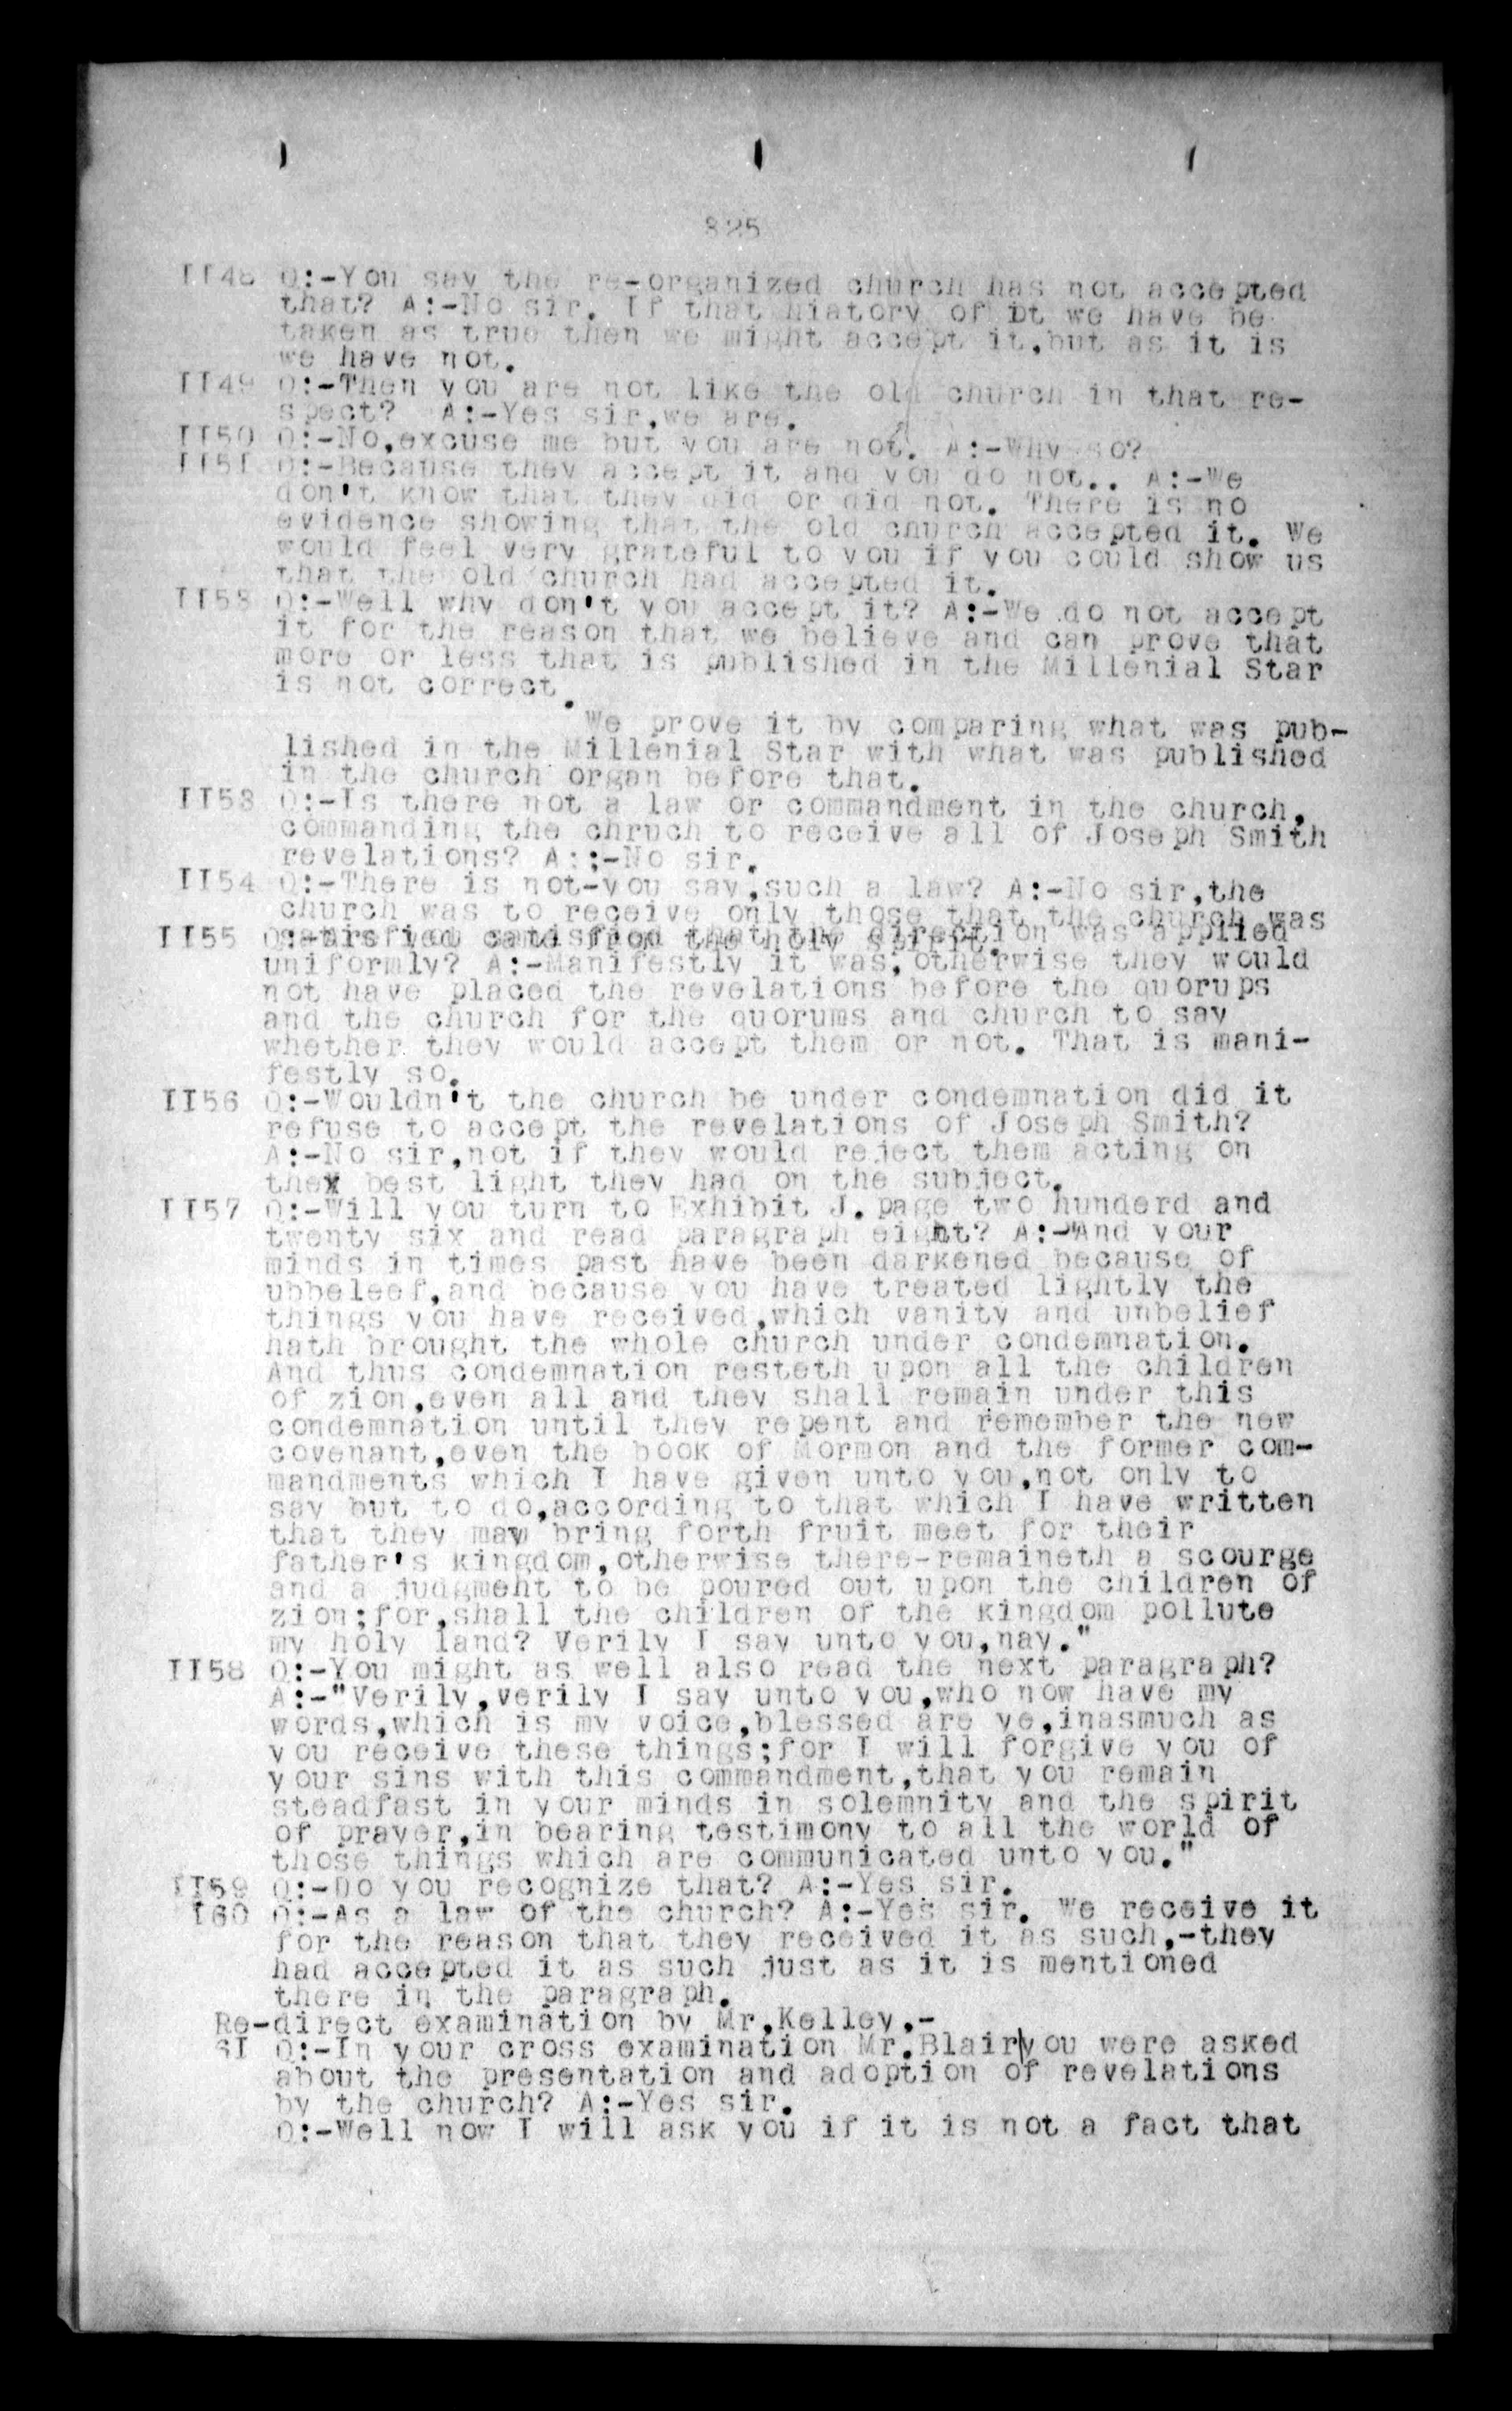 825
II48 Q:-You say the re-organized church has not accepted
that? A:-No sir. If that hiatory of it we have be
taken as true then we might accept it,but as it is
we have not.
II49 Q:-Then you are not like the old church in that re-
spect? A:-Yes sir,we are.
II50 Q:-No,excuse me but you are not. A:-Why so?
II51 Q:-Because they accept it and you do not.. A:-We
don't know that they did or did not. There is no
evidence showing that the old church accepted it. We
would feel very grateful to you if you could show us
that the old church had accepted it.
II58 Q:-Well why don't you accept it? A:-We do not accept
it for the reason that we believe and can prove that
more or less that is published in the Millenial Star
is not correct.
We prove it by comparing what was pub-
lished in the Millenial Star with what was published
in the church organ before that.
II53 Q:-Is there not a law or commandment in the church,
commanding the chruch to receive all of Joseph Smith
revelations? A::-No sir.
II54 Q:-There is not-you say,such a law? A:-No sir,the
church was to receive only those that the church was
satisfied came from the holy spirit.
II55 Q:-Are you satisfied that the direction was applied
uniformly? A:-Manifestly it was, otherwise they would
not have placed the revelations before the quorups
and the church for the quorums and church to say
whether they would accept them or not. That is mani-
festly so.
II56 Q:-Wouldn't the church be under condemnation did it
refuse to accept the revelations of Joseph Smith?
A:-No sir,not if they would reject them acting on
thex best light they had on the subject.
II57 Q:-Will you turn to Exhibit J. page two hunderd and
twenty six and read paragraph eight? A:-"And your
minds in times past have been darkened because of
ubbeleef,and because you have treated lightly the
things you have received,which vanity and unbelief
hath brought the whole church under condemnation.
And thus condemnation resteth upon all the children
of zion,even all and they shall remain under this
condemnation until they repent and remember the new
covenant,even the book of Mormon and the former com-
mandments which I have given unto you,not only to
say but to do,according to that which I have written
that they may bring forth fruit meet for their
father's kingdom,otherwise there-remaineth a scourge
and a judgment to be poured out upon the children of
zion;for,shall the children of the kingdom pollute
my holy land? Verily I say unto you,nay."
II58 Q:-You might as well also read the next paragraph?
A:-"Verily,verily I say unto you,who now have my
words,which is my voice,blessed are ye,inasmuch as
you receive these things;for I will forgive you of
your sins with this commandment,that you remain
steadfast in your minds in solemnity and the spirit
of prayer,in bearing testimony to all the world of
those things which are communicated unto you."
II59 Q:-Do you recognize that? A:-Yes sir.
I60 Q:-As a law of the church? A:-Yes sir. We receive it
for the reason that they received it as such,-they
had accepted it as such just as it is mentioned
there in the paragraph.
Re-direct examination by Mr.Kelley.-
6I Q:-In your cross examination Mr.Blair you were asked
about the presentation and adoption of revelations
by the church? A:-Yes sir.
Q:-Well now I will ask you if it is not a fact that